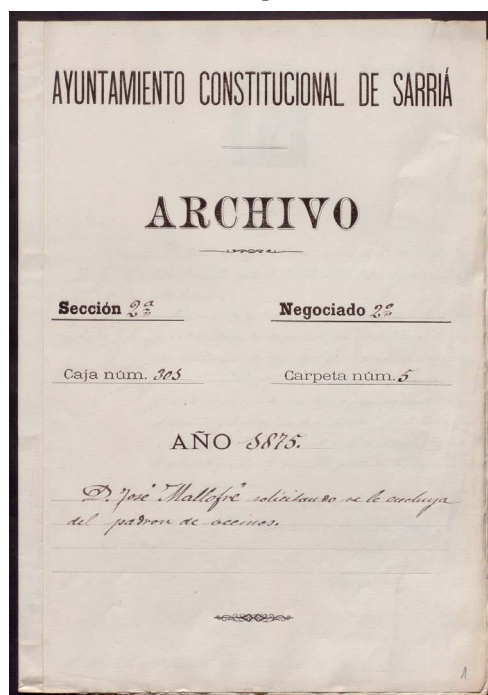 AYUNTAMIENTO CONSTITUCIONAL DE SARRIÁ
ARCHIVO
Sección 2ª Negociado 2º
Caja núm. 303 Carpeta núm. 5
AÑO 1875.
D. José Mallofré solicitando se le excluya
del padron de vecinos.
1